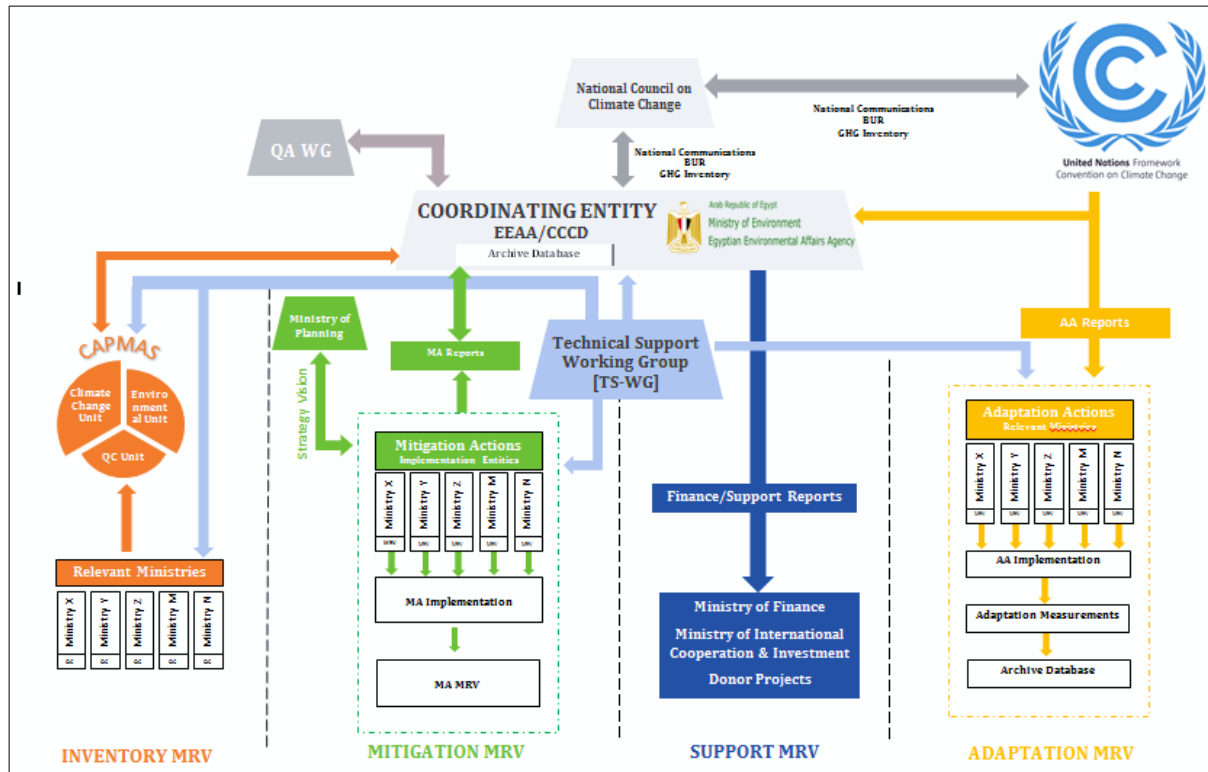 National Council on
Climate Change
National Communications
BUR
GHG Inventory
United Nations Framework
Convention on Climate Change
QA WG
National Communications
BUR
GHG Inventory
COORDINATING ENTITY
EEAA/CCCD
Archive Database
Arab Republic of Egypt
Ministry of Environment
Egyptian Environmental Affairs Agency
CAPMAS
Climate
Change
Unit
Environ
ment
al Unit
QC Unit
Relevant Ministries
Ministry X
Ministry Y
Ministry Z
Ministry M
Ministry N
INVENTORY MRV
Ministry of
Planning
Strategy Vision
MA Reports
Mitigation Actions
Implementation Entities
Ministry X
Ministry Y
Ministry Z
Ministry M
Ministry N
MA Implementation
MA MRV
MITIGATION MRV
Technical Support
Working Group
[TS-WG]
Finance/Support Reports
Ministry of Finance
Ministry of International
Cooperation & Investment
Donor Projects
SUPPORT MRV
AA Reports
Adaptation Actions
Relevant Ministries
Ministry X
Ministry Y
Ministry Z
Ministry M
Ministry N
AA Implementation
Adaptation Measurements
Archive Database
ADAPTATION MRV